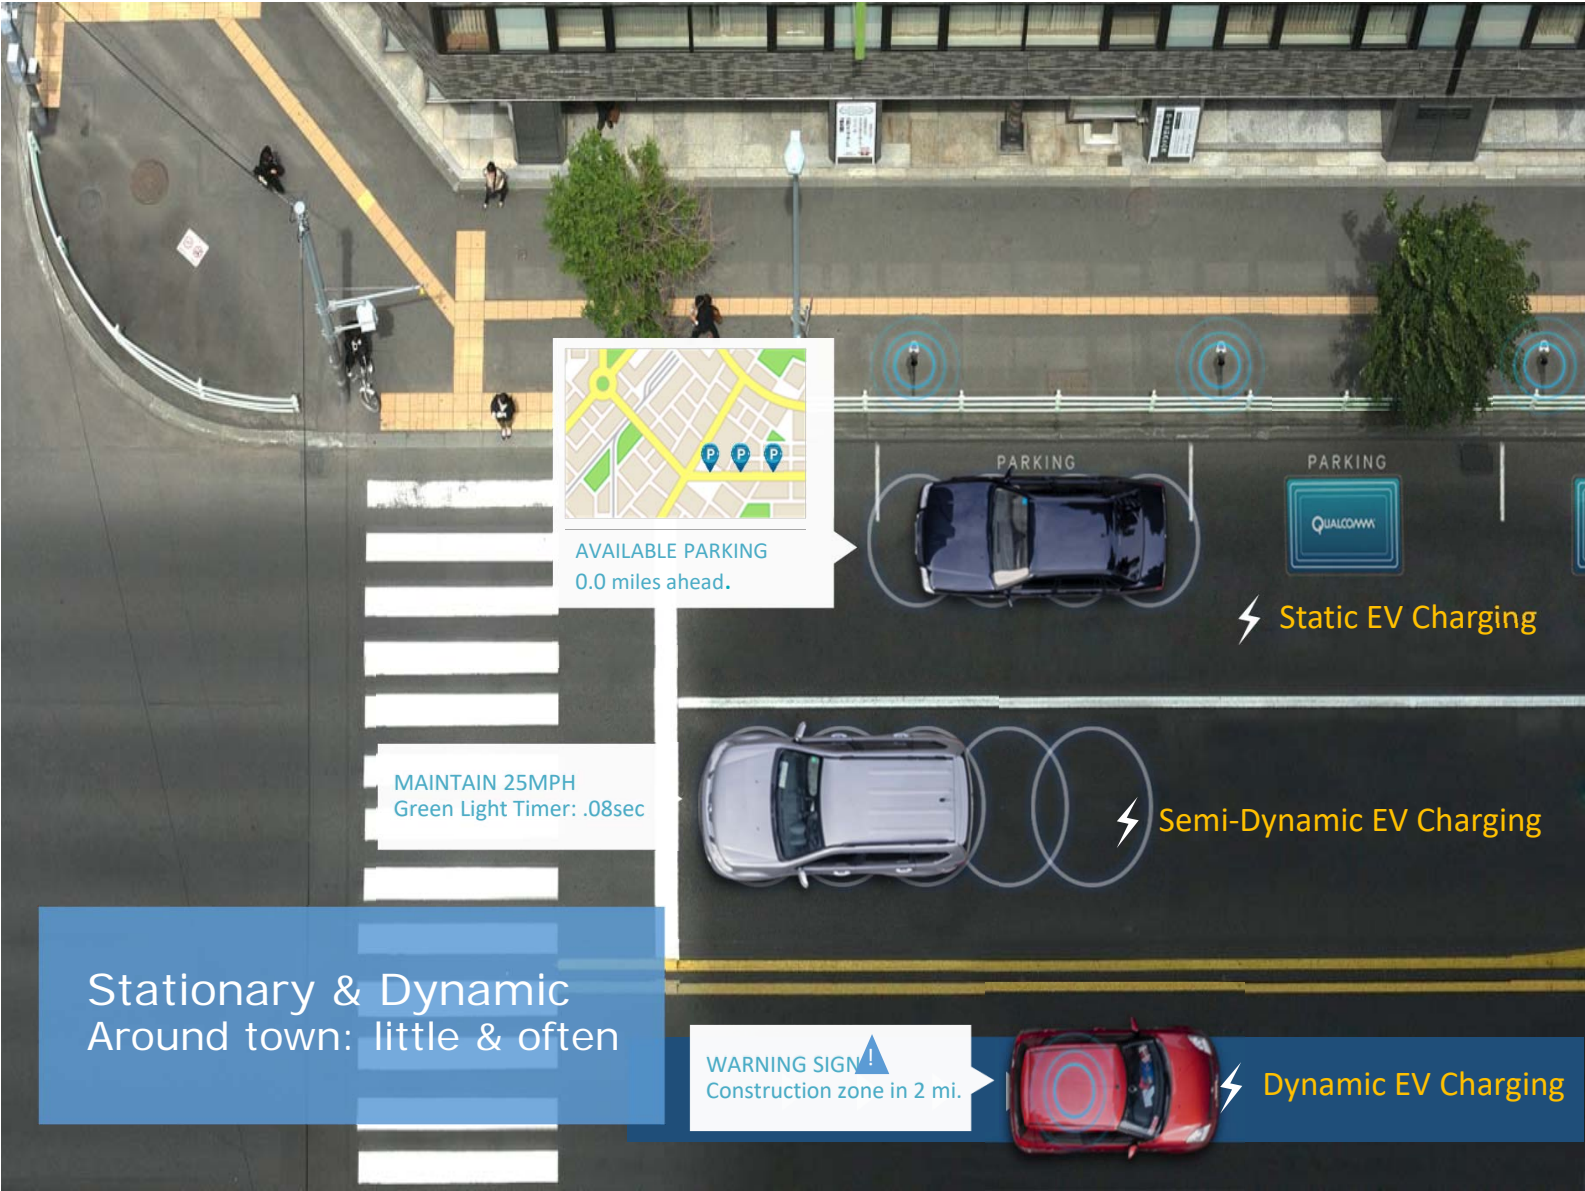 PARKING
PARKING
QUALCOMM
P P P
AVAILABLE PARKING
0.0 miles ahead.
Static EV Charging
MAINTAIN 25MPH
Green Light Timer: .08sec
Semi-Dynamic EV Charging
Stationary & Dynamic
Around town: little & often
WARNING SIGN !
Construction zone in 2 mi.
Dynamic EV Charging